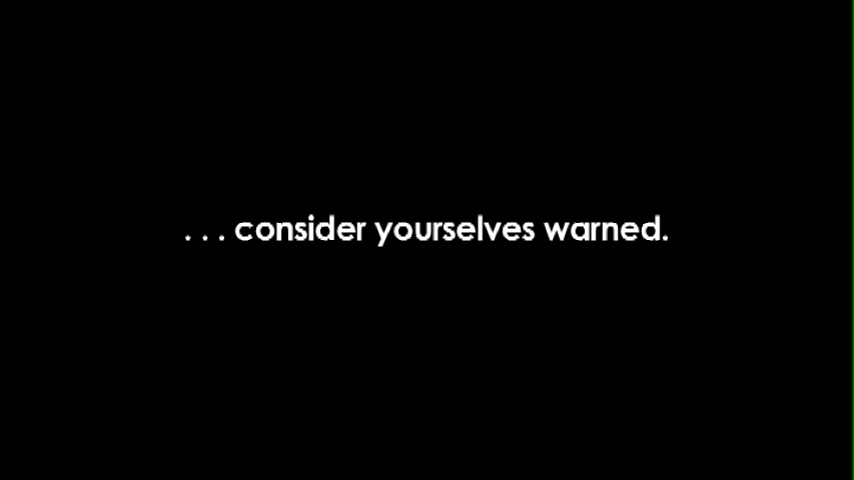 . . . consider yourselves warned.